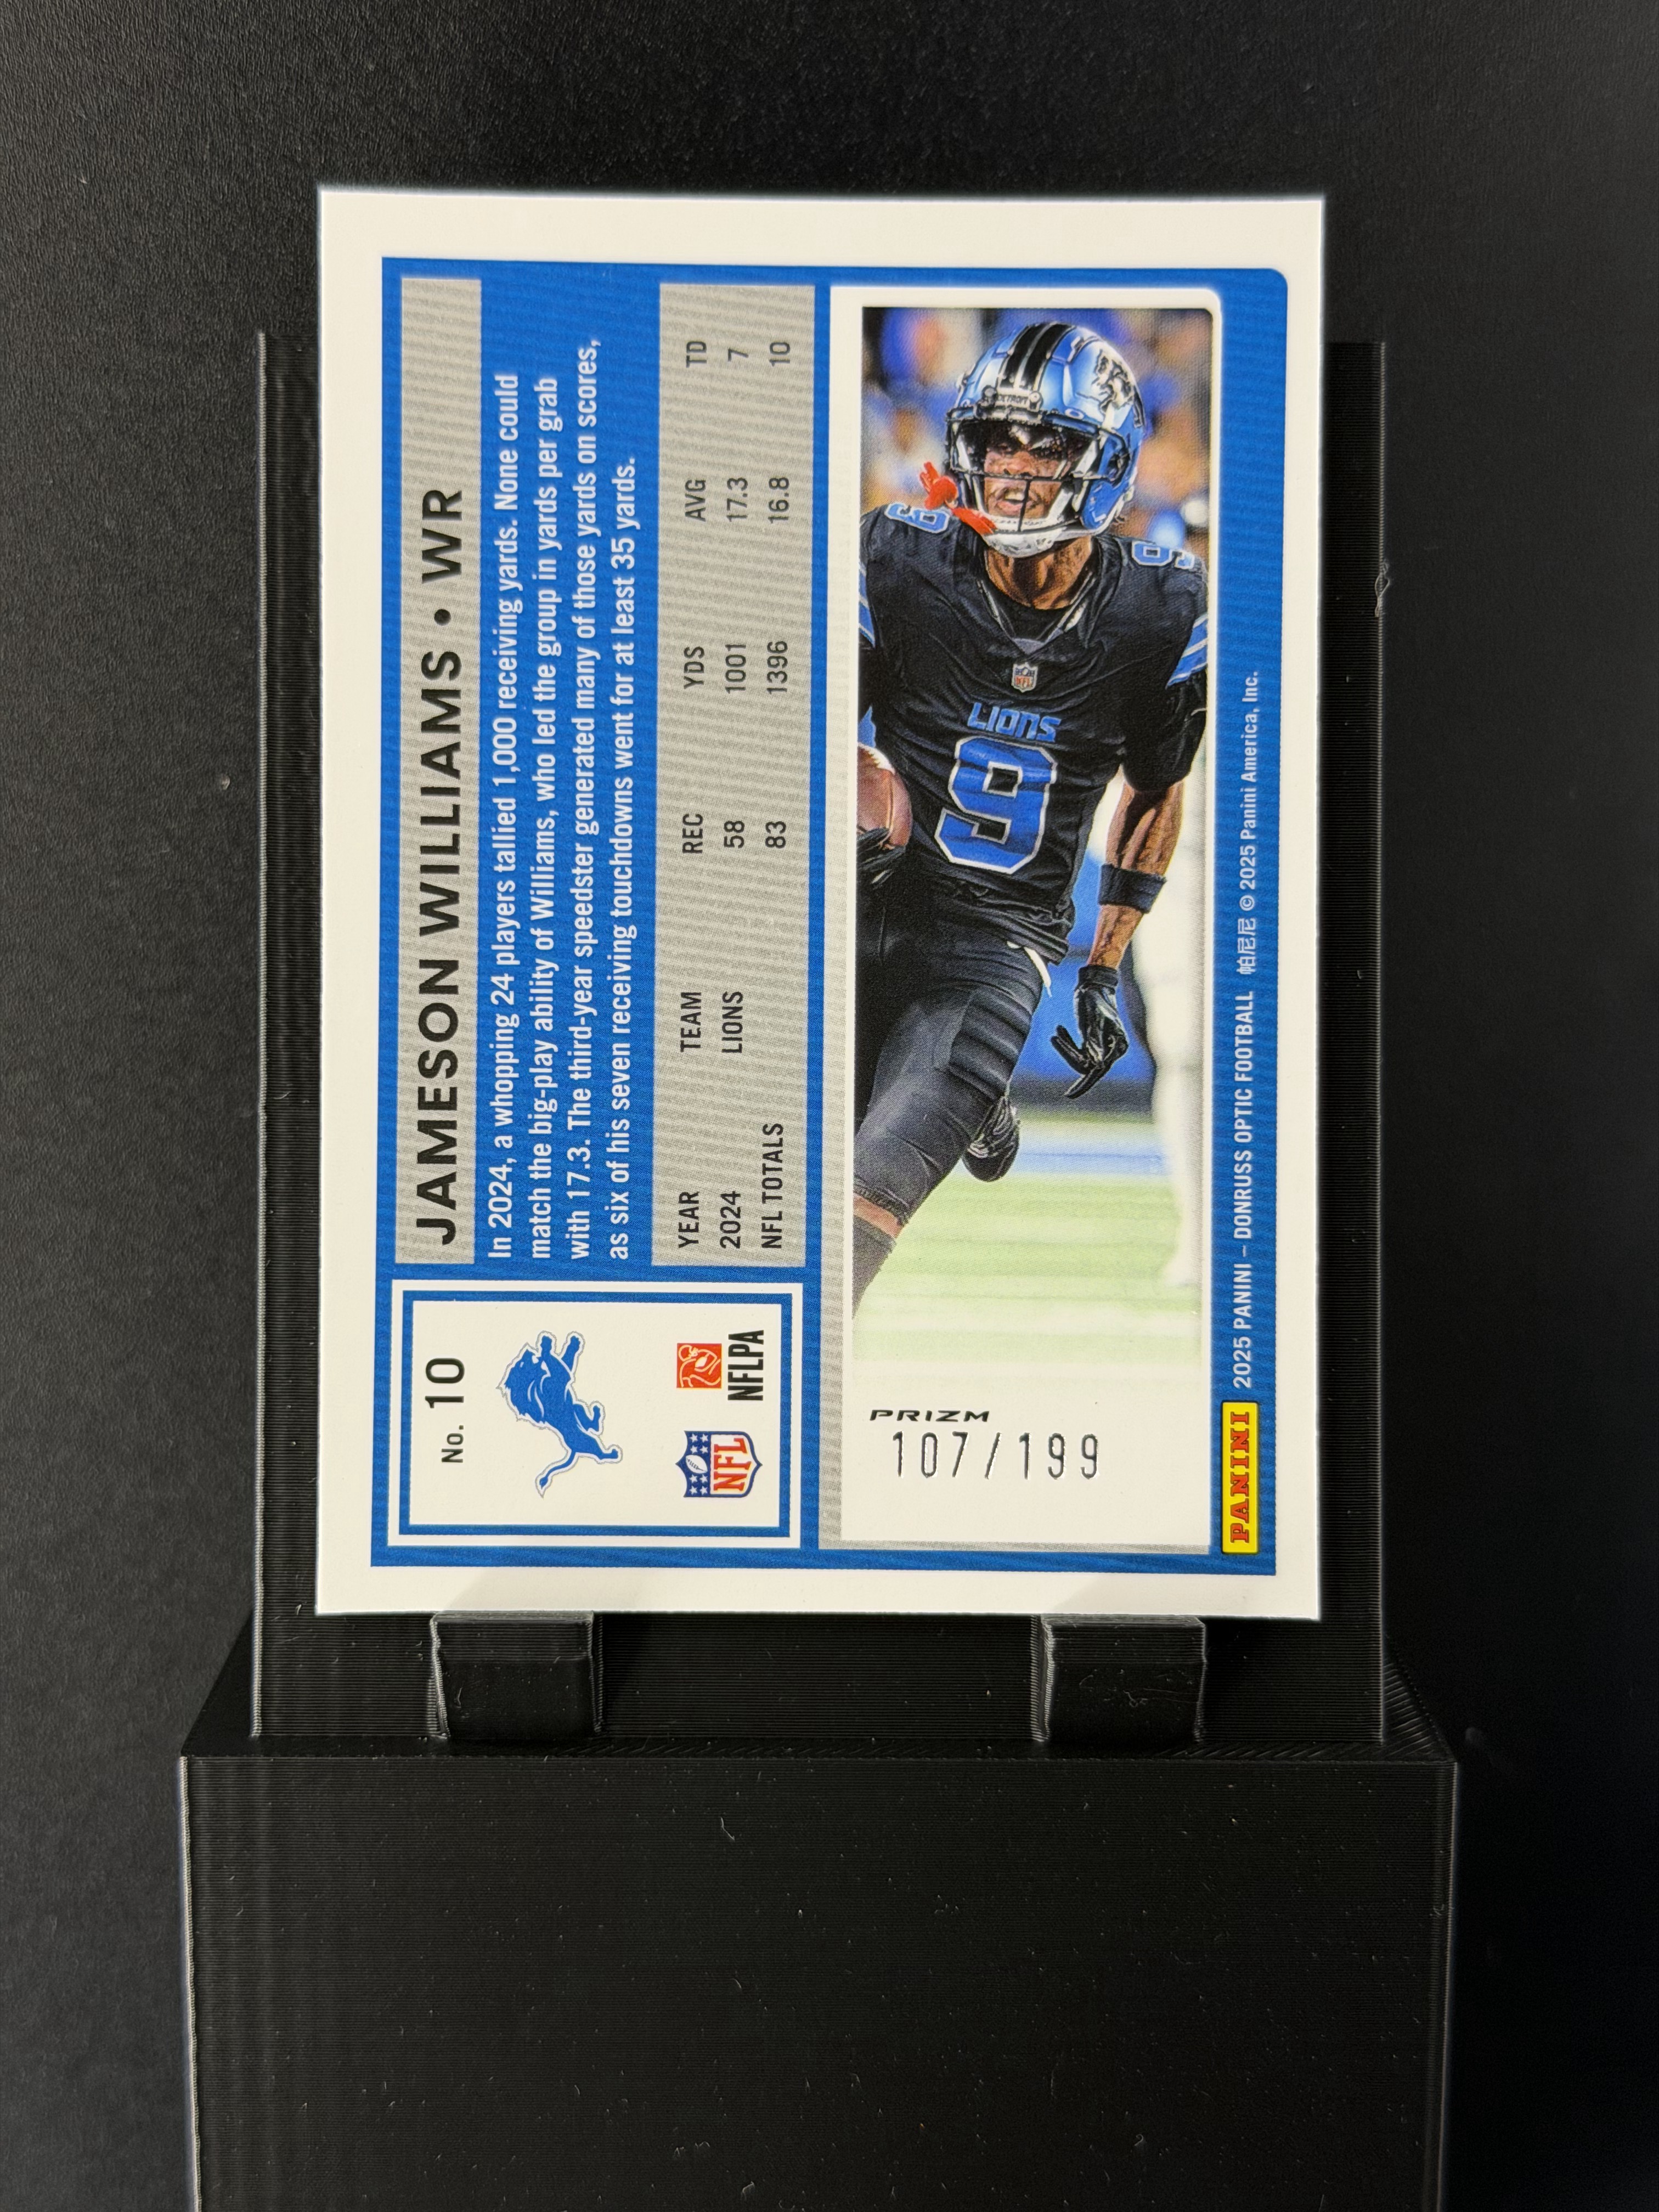 No. 10
NFL
NFLPA
JAMESON WILLIAMS • WR
In 2024, a whopping 24 players tallied 1,000 receiving yards. None could
match the big-play ability of Williams, who led the group in yards per grab
with 17.3. The third-year speedster generated many of those yards on scores,
as six of his seven receiving touchdowns went for at least 35 yards.
YEAR TEAM REC YDS AVG TD
2024 LIONS 58 1001 17.3 7
NFL TOTALS 83 1396 16.8 10
PRIZM
107/199
DETROIT
9
9
NFL
LIONS
9
PANINI
2025 PANINI – DONRUSS OPTIC FOOTBALL 帕尼尼 © 2025 Panini America, Inc.